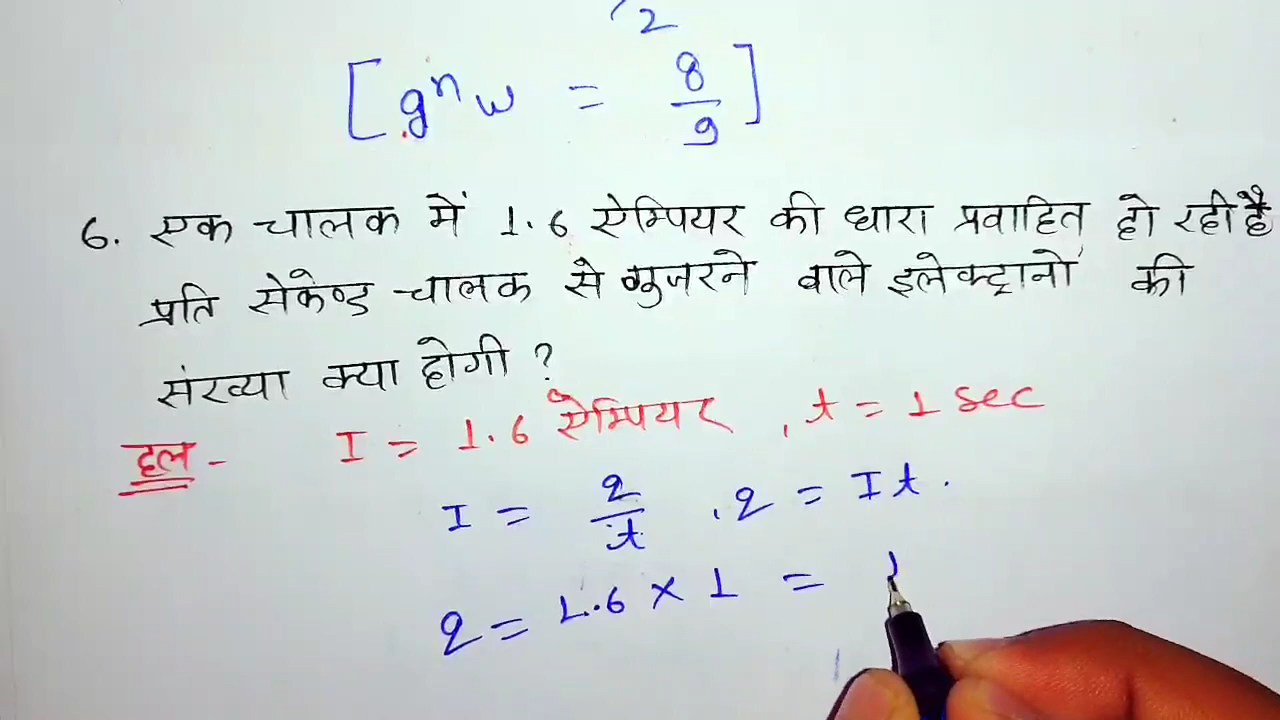 2
[gⁿw = 8/9]
6. एक चालक में 1.6 ऐम्पियर की धारा प्रवाहित हो रही है
प्रति सेकेण्ड चालक से गुजरने वाले इलेक्ट्रानों की
संख्या क्या होगी ?
हल - I = 1.6 ऐम्पियर , t = 1 sec
I = q/t , q = It.
q = 1.6 × 1 =